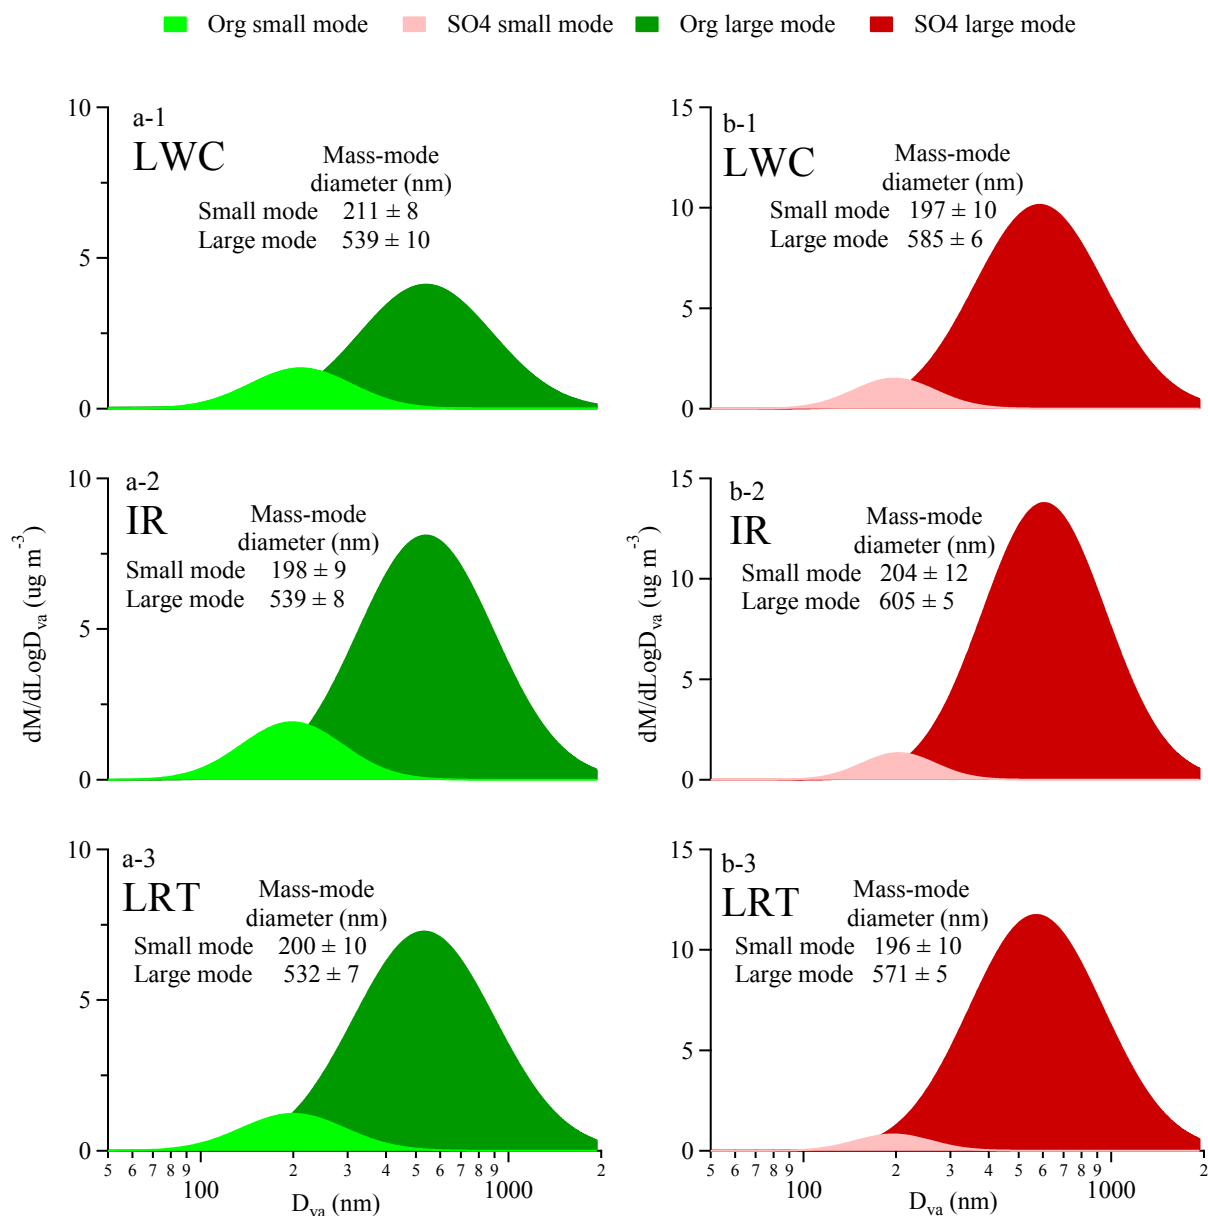 Org small mode SO4 small mode Org large mode SO4 large mode
10
5
0
a-1
LWC
Mass-mode
diameter (nm)
Small mode 211 ± 8
Large mode 539 ± 10
15
10
5
0
b-1
LWC
Mass-mode
diameter (nm)
Small mode 197 ± 10
Large mode 585 ± 6
dM/dLogDva (ug m-3)
10
5
0
a-2
IR
Mass-mode
diameter (nm)
Small mode 198 ± 9
Large mode 539 ± 8
dM/dLogDva (ug m-3)
15
10
5
0
b-2
IR
Mass-mode
diameter (nm)
Small mode 204 ± 12
Large mode 605 ± 5
10
5
0
a-3
LRT
Mass-mode
diameter (nm)
Small mode 200 ± 10
Large mode 532 ± 7
5 6 7 8 9 2 3 4 5 6 7 8 9 2
100 1000
Dva (nm)
15
10
5
0
b-3
LRT
Mass-mode
diameter (nm)
Small mode 196 ± 10
Large mode 571 ± 5
5 6 7 8 9 2 3 4 5 6 7 8 9 2
100 1000
Dva (nm)